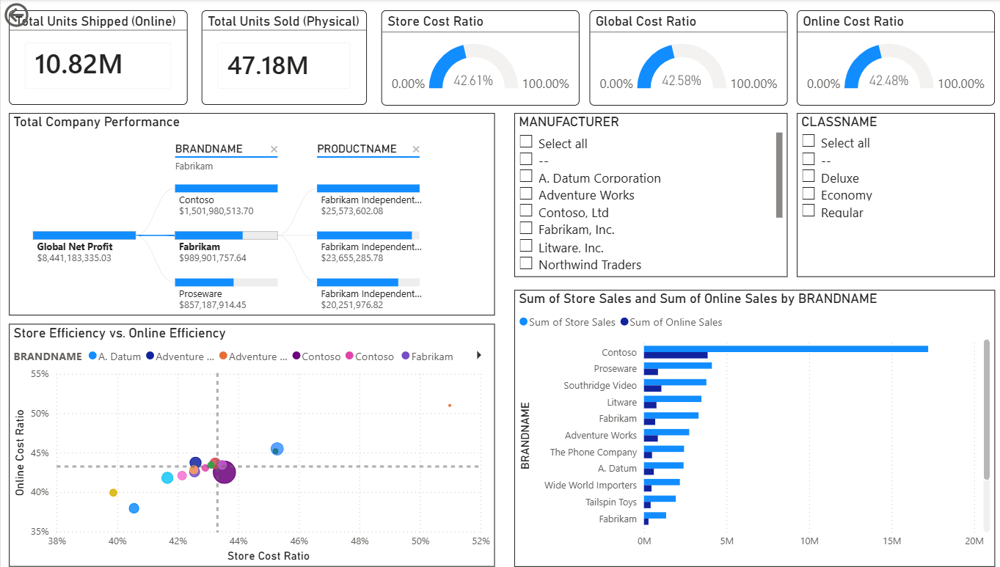 Total Units Shipped (Online)
10.82M
Total Units Sold (Physical)
47.18M
Store Cost Ratio
0.00% 42.61% 100.00%
Global Cost Ratio
0.00% 42.58% 100.00%
Online Cost Ratio
0.00% 42.48% 100.00%
Total Company Performance
BRANDNAME
Fabrikam
PRODUCTNAME
Global Net Profit
$8,441,183,335.03
Contoso
$1,501,980,513.70
Fabrikam
$989,901,757.64
Proseware
$857,187,914.45
Fabrikam Independent...
$25,573,602.08
Fabrikam Independent...
$23,655,285.78
Fabrikam Independent...
$20,251,976.82
MANUFACTURER
Select all
--
A. Datum Corporation
Adventure Works
Contoso, Ltd
Fabrikam, Inc.
Litware, Inc.
Northwind Traders
CLASSNAME
Select all
--
Deluxe
Economy
Regular
Store Efficiency vs. Online Efficiency
BRANDNAME A. Datum Adventure ... Adventure ... Contoso Contoso Fabrikam
Online Cost Ratio
55%
50%
45%
40%
35%
38% 40% 42% 44% 46% 48% 50% 52%
Store Cost Ratio
Sum of Store Sales and Sum of Online Sales by BRANDNAME
Sum of Store Sales Sum of Online Sales
BRANDNAME
Contoso
Proseware
Southridge Video
Litware
Fabrikam
Adventure Works
The Phone Company
A. Datum
Wide World Importers
Tailspin Toys
Fabrikam
0M 5M 10M 15M 20M